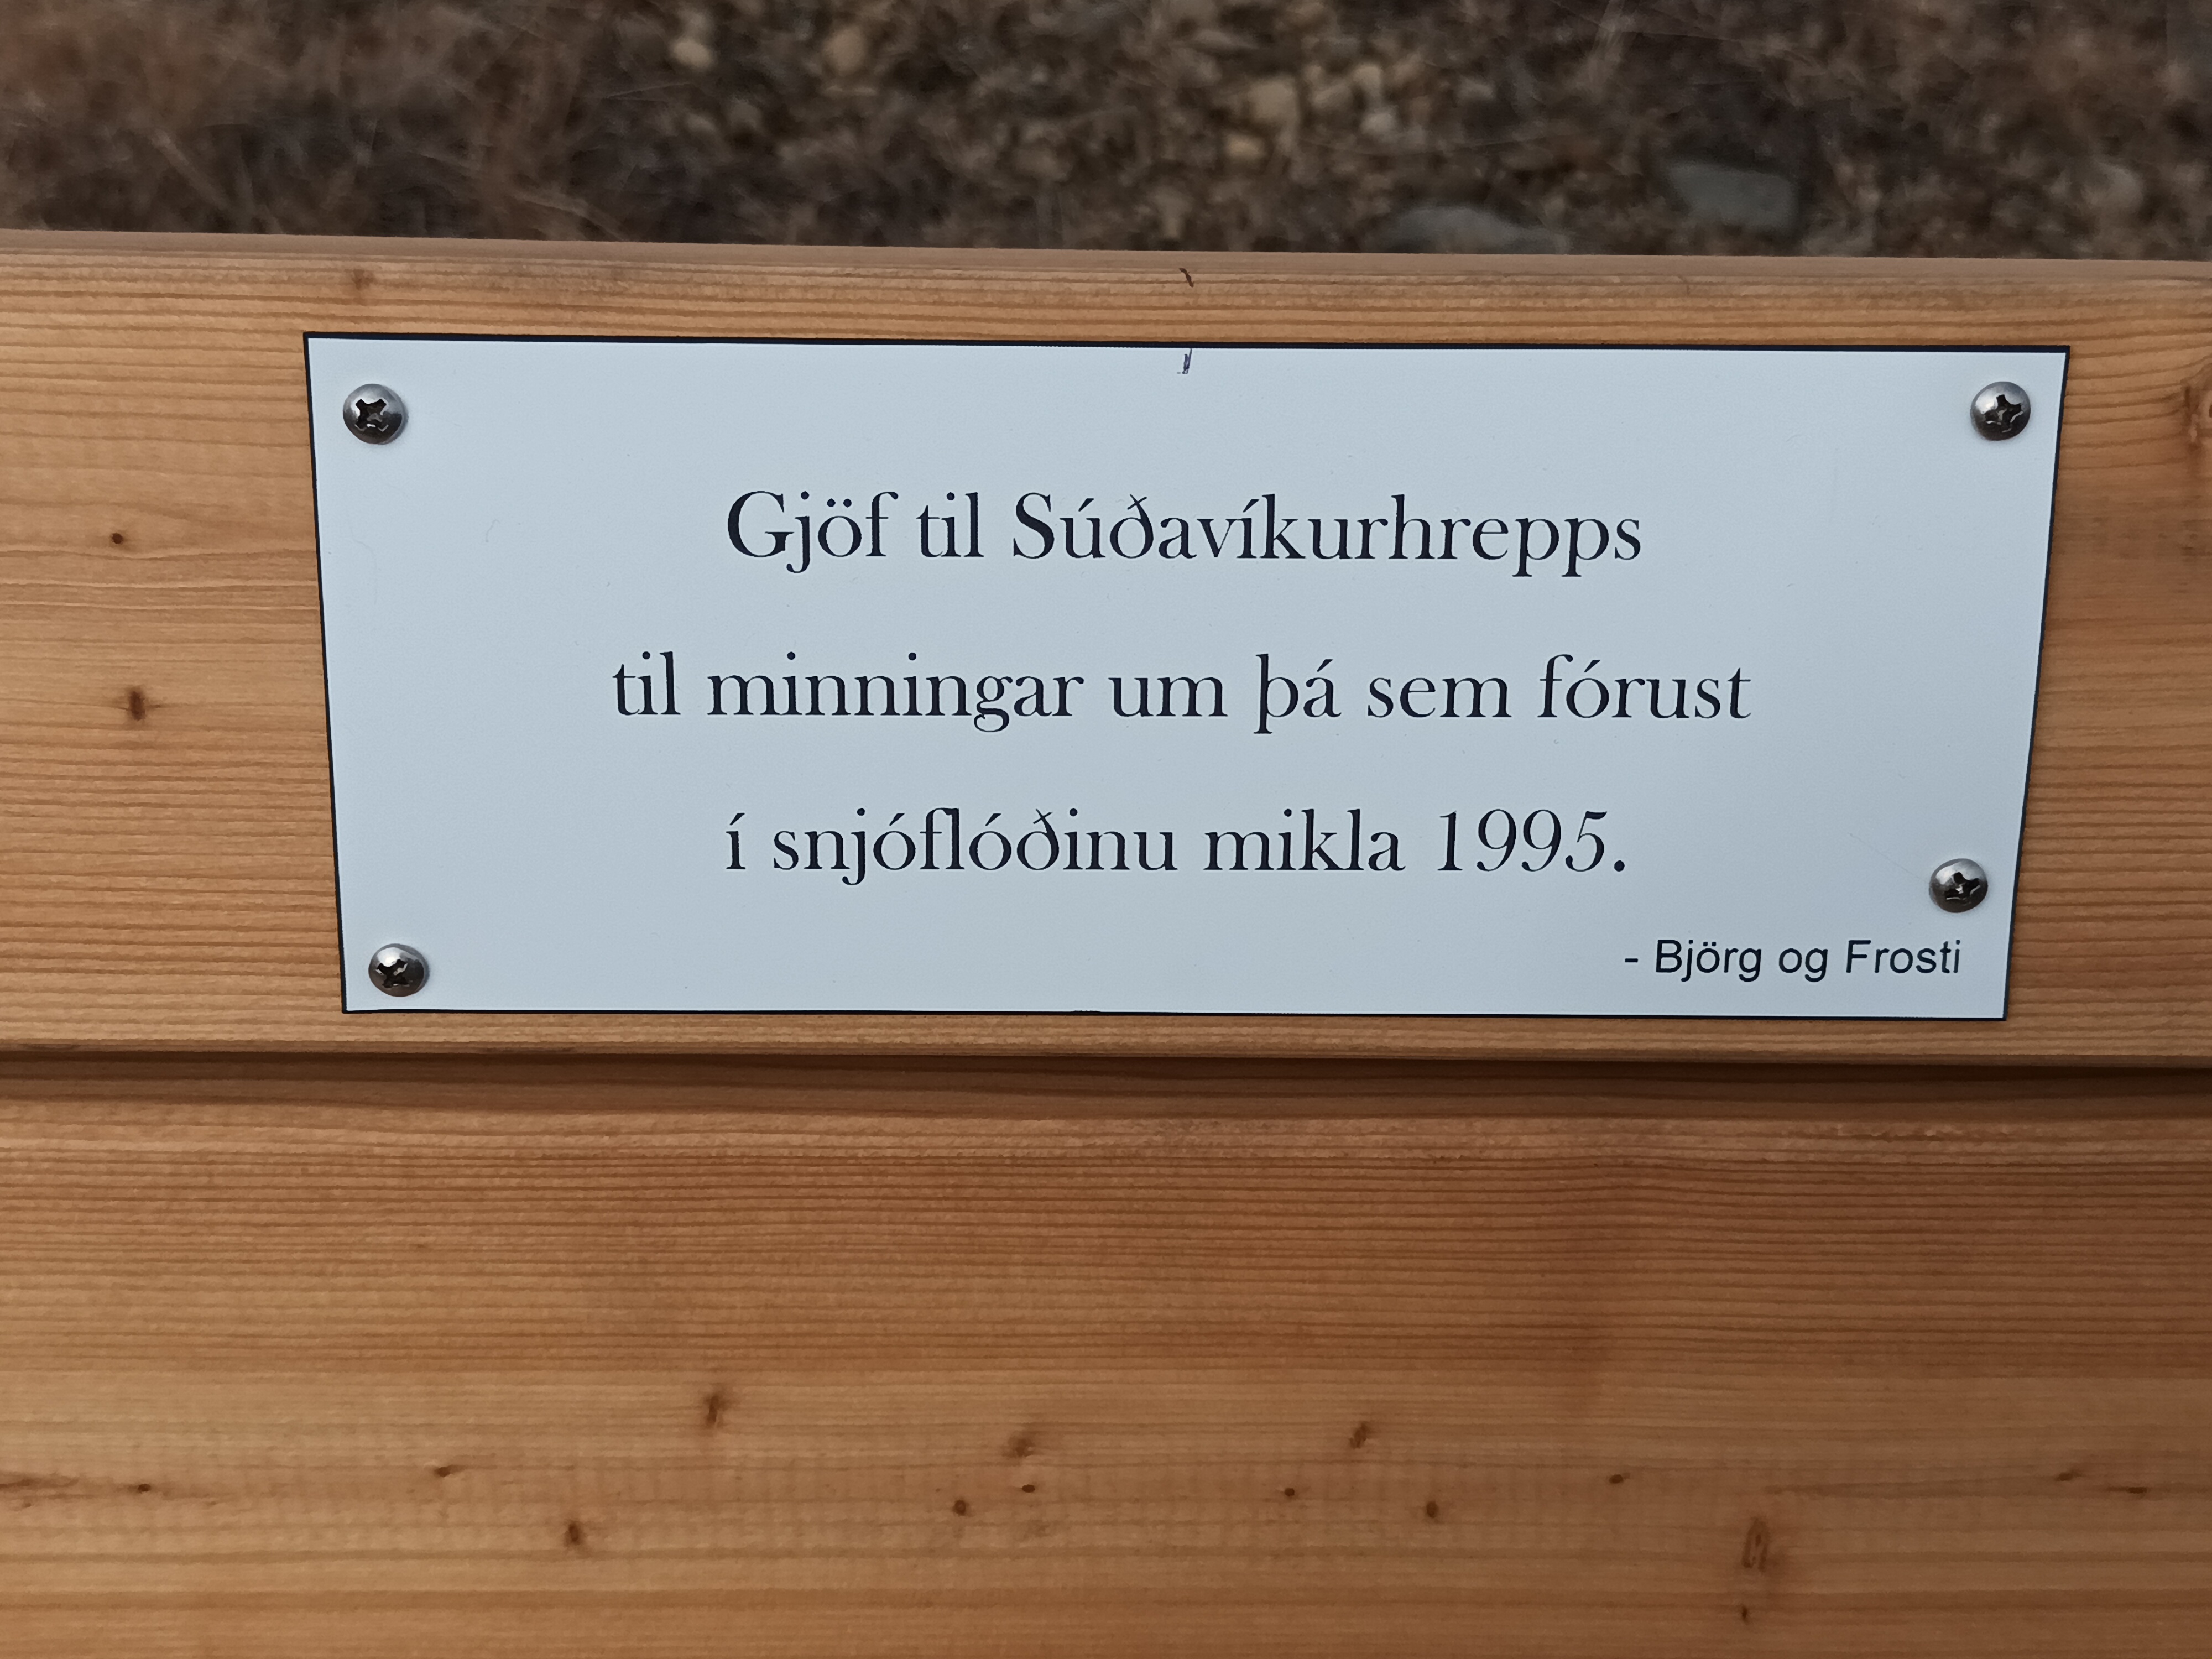 Gjöf til Súðavíkurhrepps
til minningar um þá sem fórust
í snjóflóðinu mikla 1995.
- Björg og Frosti